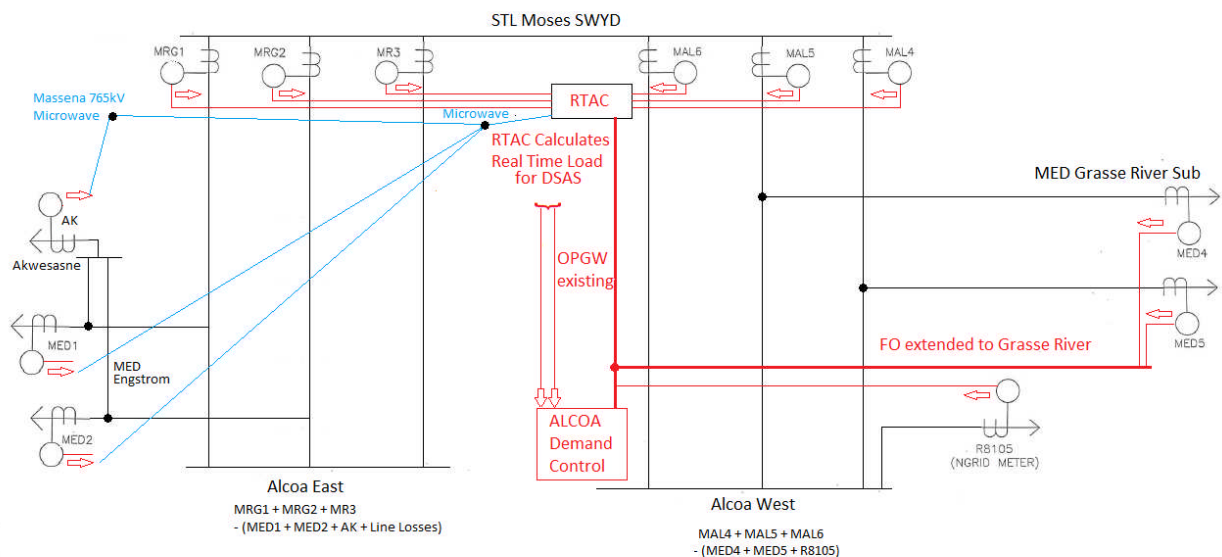 STL Moses SWYD
MRG1
MRG2
MR3
MAL6
MAL5
MAL4
Massena 765kV
Microwave
Microwave
RTAC
RTAC Calculates
Real Time Load
for DSAS
MED Grasse River Sub
AK
Akwesasne
OPGW
existing
MED4
MED1
MED
Engstrom
MED5
FO extended to Grasse River
MED2
ALCOA
Demand
Control
R8105
(NGRID METER)
Alcoa East
MRG1 + MRG2 + MR3
- (MED1 + MED2 + AK + Line Losses)
Alcoa West
MAL4 + MAL5 + MAL6
- (MED4 + MED5 + R8105)